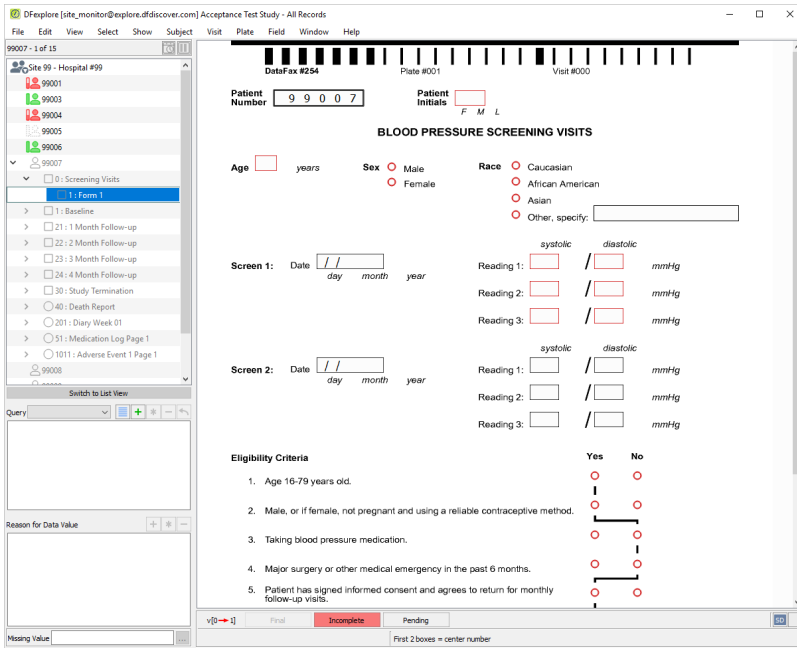 DFexplore [site_monitor@explore.dfdiscover.com] Acceptance Test Study - All Records
File Edit View Select Show Subject Visit Plate Field Window Help
99007 - 1 of 15
Site 99 - Hospital #99
99001
99003
99004
99005
99006
99007
0 : Screening Visits
1 : Form 1
1 : Baseline
21 : 1 Month Follow-up
22 : 2 Month Follow-up
23 : 3 Month Follow-up
24 : 4 Month Follow-up
30 : Study Termination
40 : Death Report
201 : Diary Week 01
51 : Medication Log Page 1
1011 : Adverse Event 1 Page 1
99008
Switch to List View
Query
Reason for Data Value
Missing Value
...
DataFax #254 Plate #001 Visit #000
Patient Number 9 9 0 0 7 Patient Initials
F M L
BLOOD PRESSURE SCREENING VISITS
Age years Sex Male Race Caucasian
Female African American
Asian
Other, specify:
systolic diastolic
Screen 1: Date / / Reading 1: / mmHg
day month year
Reading 2: / mmHg
Reading 3: / mmHg
systolic diastolic
Screen 2: Date / / Reading 1: / mmHg
day month year
Reading 2: / mmHg
Reading 3: / mmHg
Eligibility Criteria Yes No
1. Age 16-79 years old.
2. Male, or if female, not pregnant and using a reliable contraceptive method.
3. Taking blood pressure medication.
4. Major surgery or other medical emergency in the past 6 months.
5. Patient has signed informed consent and agrees to return for monthly
follow-up visits.
v[0→1] Final Incomplete Pending SD
First 2 boxes = center number